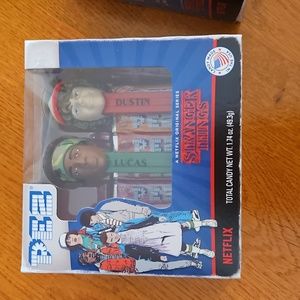 DUSTIN
LUCAS
PEZ
A NETFLIX ORIGINAL SERIES
STRANGER
THINGS
TOTAL CANDY NET WT. 1.74 oz. (49.3g)
NETFLIX